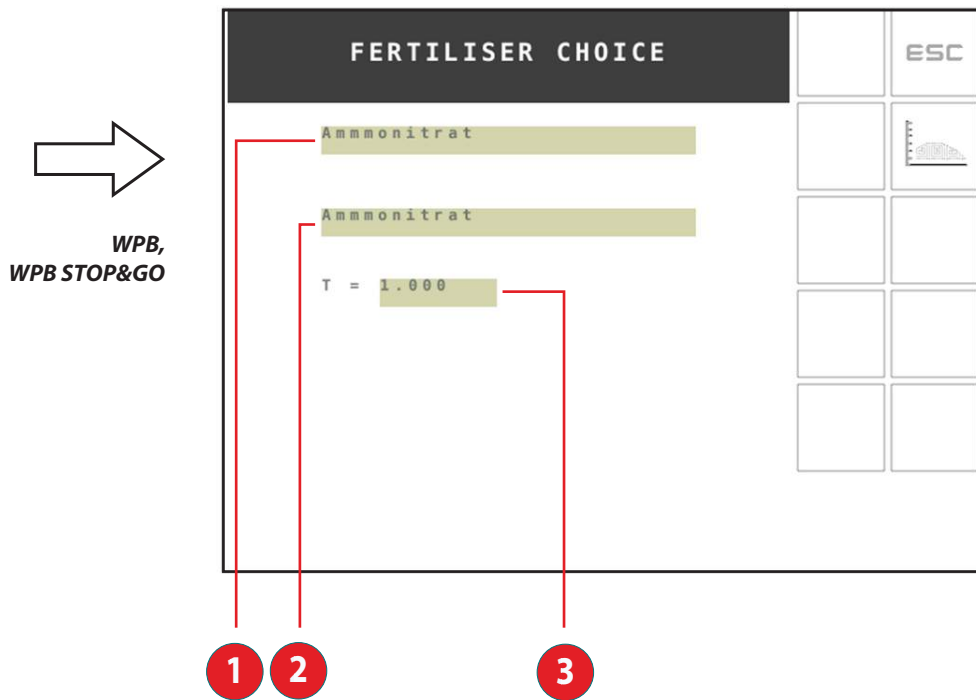 FERTILISER CHOICE
ESC
Ammmonitrat
WPB,
WPB STOP&GO
Ammmonitrat
T = 1.000
1 2 3